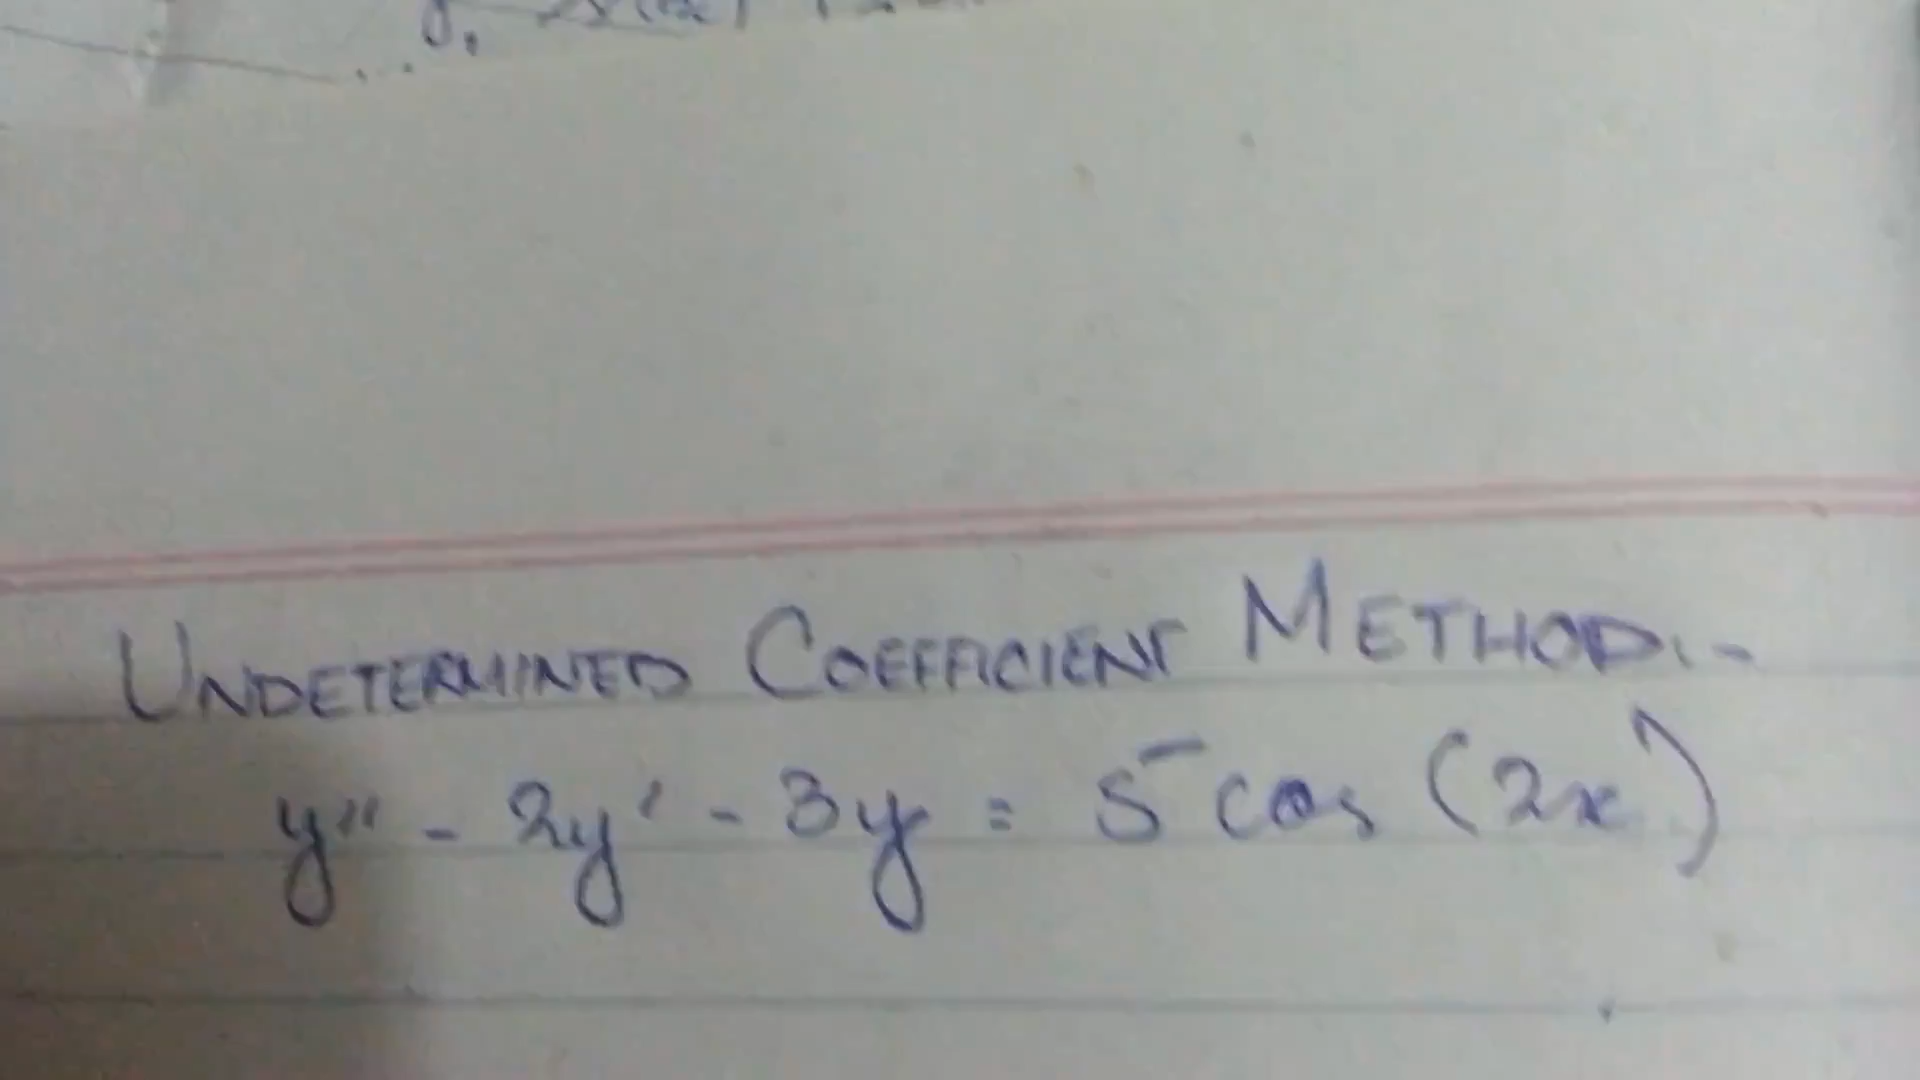 UNDETERMINED COEFFICIENT METHOD:-
y'' - 2y' - 3y = 5 cos (2x)